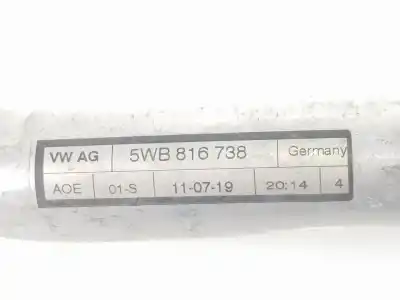 VW AG 5WB 816 738 Germany
AOE 01-S 11-07-19 20:14 4